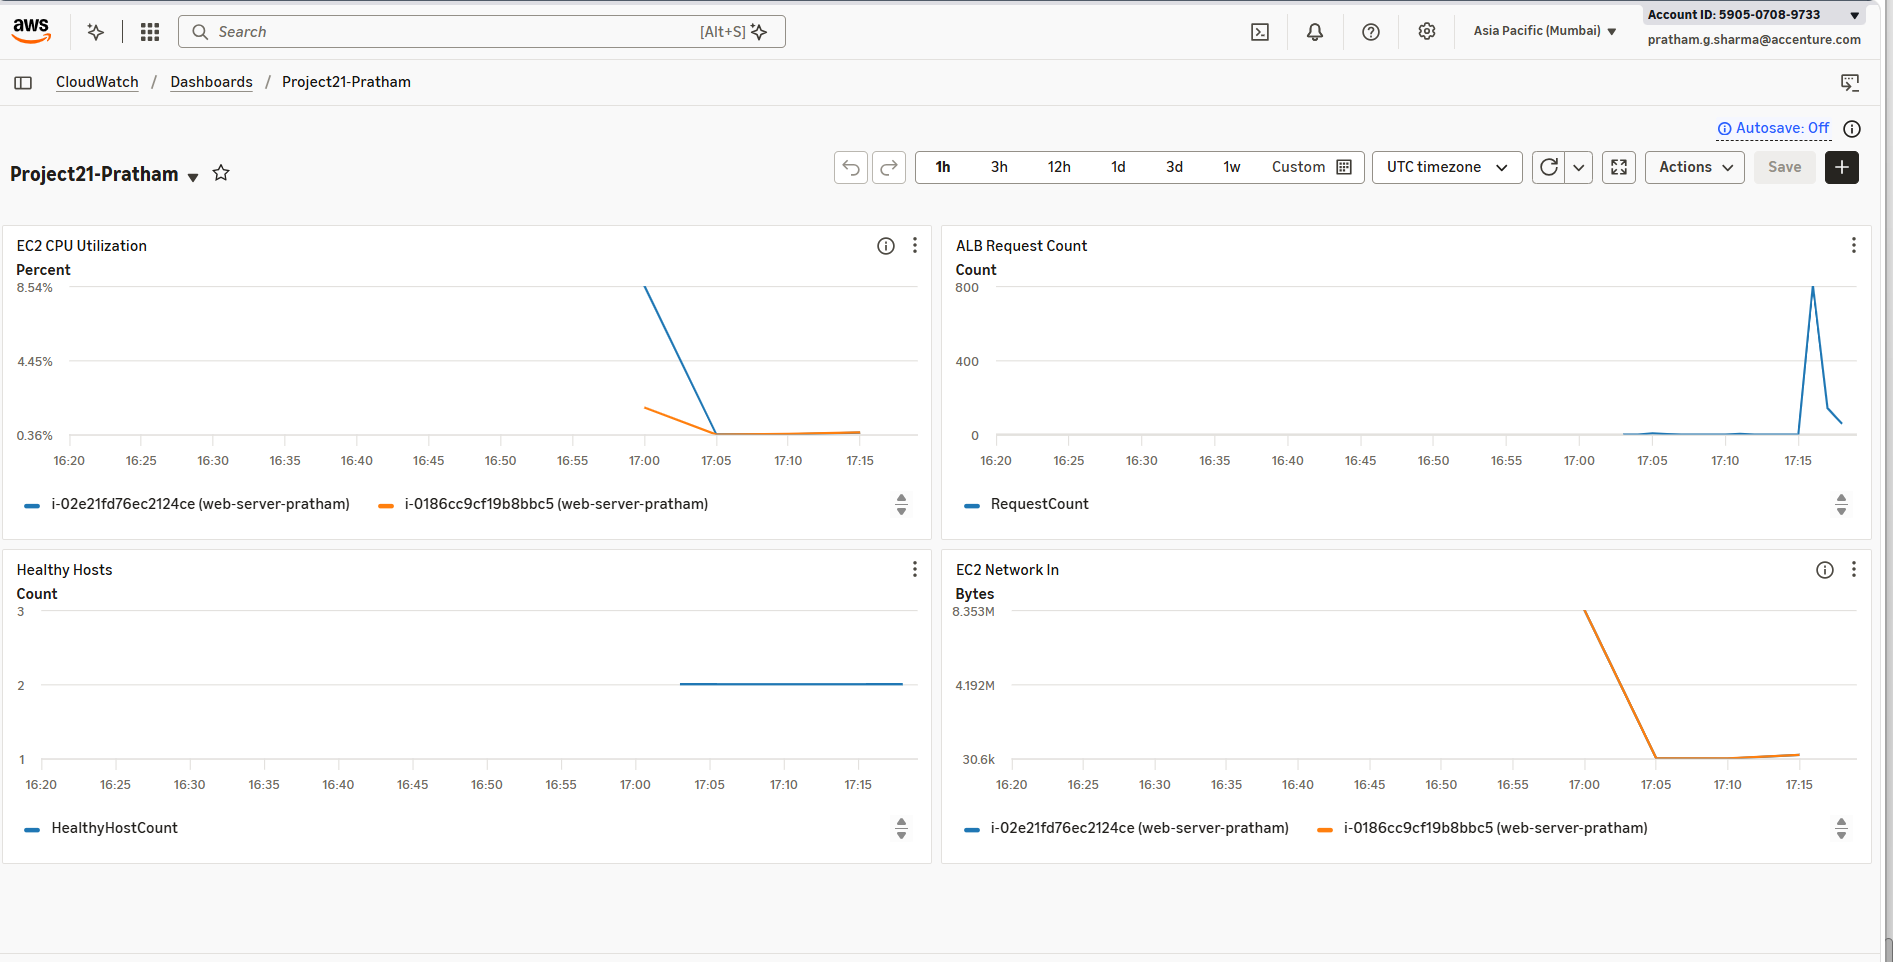 aws
Search
[Alt+S]
Asia Pacific (Mumbai)
Account ID: 5905-0708-9733
pratham.g.sharma@accenture.com
CloudWatch / Dashboards / Project21-Pratham
Autosave: Off
Project21-Pratham
1h 3h 12h 1d 3d 1w Custom
UTC timezone
Actions
Save
EC2 CPU Utilization
Percent
8.54%
4.45%
0.36%
16:20 16:25 16:30 16:35 16:40 16:45 16:50 16:55 17:00 17:05 17:10 17:15
i-02e21fd76ec2124ce (web-server-pratham) i-0186cc9cf19b8bbc5 (web-server-pratham)
ALB Request Count
Count
800
400
0
16:20 16:25 16:30 16:35 16:40 16:45 16:50 16:55 17:00 17:05 17:10 17:15
RequestCount
Healthy Hosts
Count
3
2
1
16:20 16:25 16:30 16:35 16:40 16:45 16:50 16:55 17:00 17:05 17:10 17:15
HealthyHostCount
EC2 Network In
Bytes
8.353M
4.192M
30.6k
16:20 16:25 16:30 16:35 16:40 16:45 16:50 16:55 17:00 17:05 17:10 17:15
i-02e21fd76ec2124ce (web-server-pratham) i-0186cc9cf19b8bbc5 (web-server-pratham)